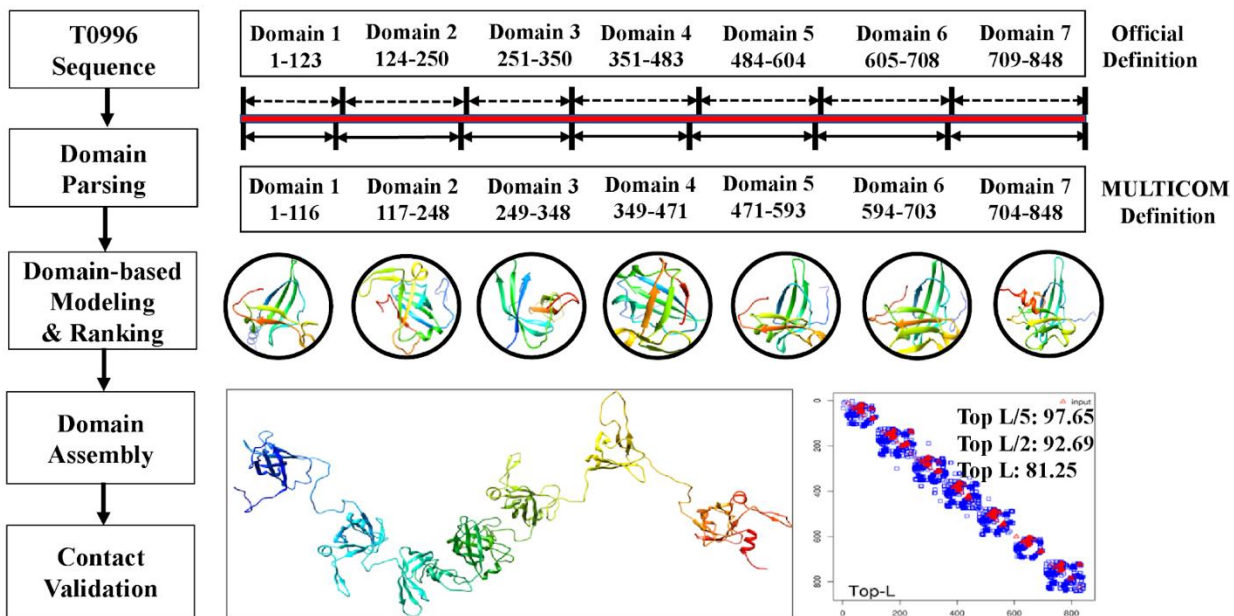 T0996
Sequence
Domain
Parsing
Domain-based
Modeling
& Ranking
Domain
Assembly
Contact
Validation
Domain 1 Domain 2 Domain 3 Domain 4 Domain 5 Domain 6 Domain 7
1-123 124-250 251-350 351-483 484-604 605-708 709-848
Official
Definition
Domain 1 Domain 2 Domain 3 Domain 4 Domain 5 Domain 6 Domain 7
1-116 117-248 249-348 349-471 471-593 594-703 704-848
MULTICOM
Definition
input
Top L/5: 97.65
Top L/2: 92.69
Top L: 81.25
0
200
400
600
800
Top-L
0 200 400 600 800